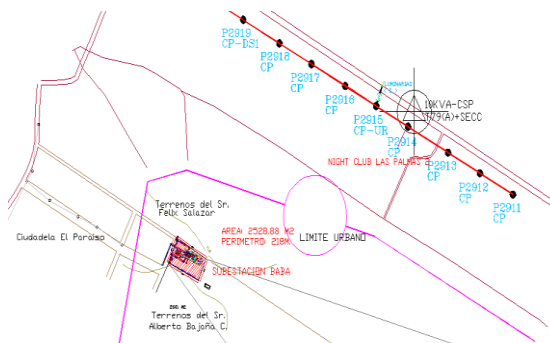 P2919
CP-DS1
P2918
CP
P2917
CP
P2916
CP
P2915
CP-UR
10KVA-CSP
P2914
CP
P2913
CP
P2912
CP
P2911
CP
NIGHT CLUB LAS PALMAS
Terrenos del Sr.
Felix Salazar
AREA: 2528.88 M2
PERIMETRO: 218M
LIMITE URBANO
Ciudadela El Paraiso
SUBESTACION BABA
Terrenos del Sr.
Alberto Bajaña C.